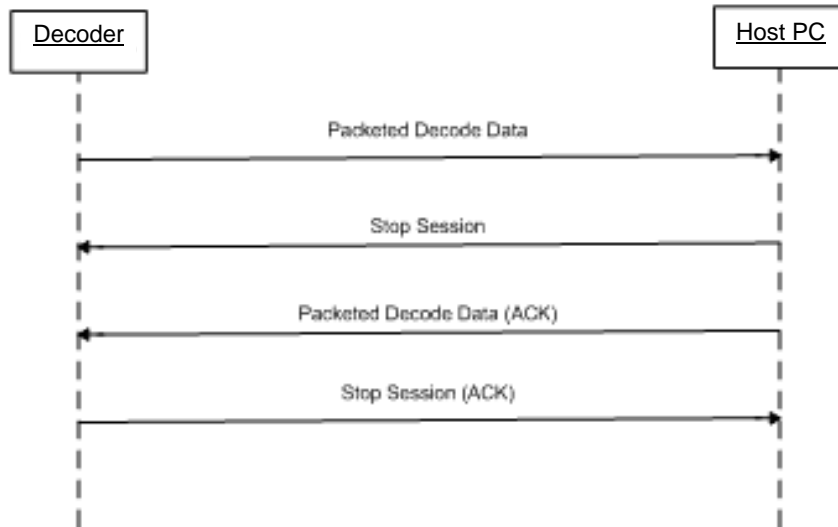 Decoder
Host PC
Packeted Decode Data
Stop Session
Packeted Decode Data (ACK)
Stop Session (ACK)